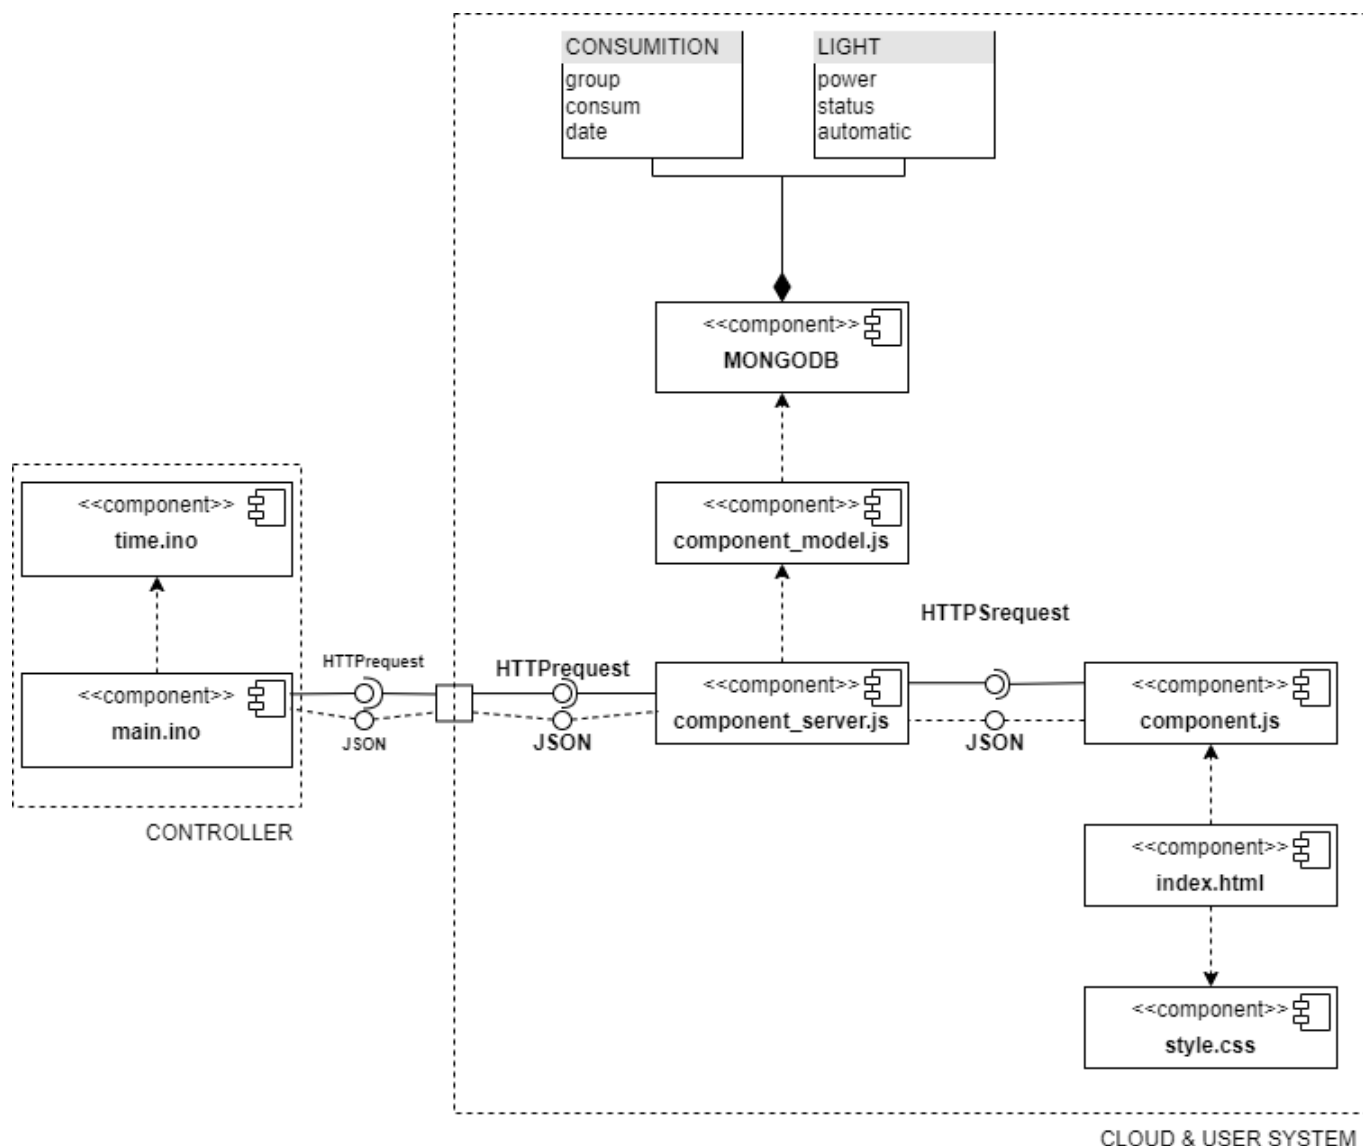 CONSUMITION
group
consum
date
LIGHT
power
status
automatic
<<component>>
MONGODB
<<component>>
time.ino
<<component>>
component_model.js
<<component>>
main.ino
HTTPrequest
JSON
HTTPrequest
JSON
<<component>>
component_server.js
HTTPSrequest
JSON
<<component>>
component.js
CONTROLLER
<<component>>
index.html
<<component>>
style.css
CLOUD & USER SYSTEM